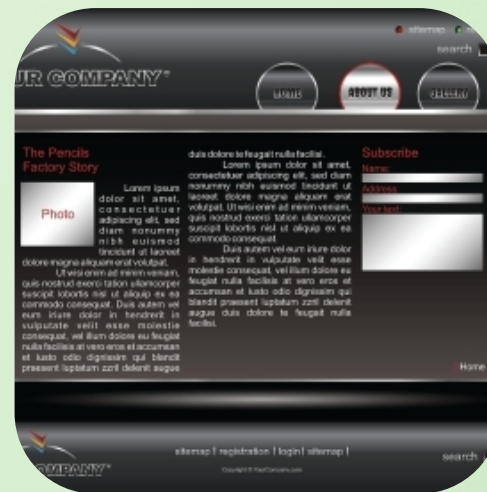 sitemap
search
UR COMPANY®
HOME
ABOUT US
GALLERY
The Pencils
Factory Story
Photo
Lorem ipsum
dolor sit amet,
consectetuer
adipiscing elit, sed
diam nonummy
nibh euismod
tincidunt ut laoreet
dolore magna aliquam erat volutpat.
Ut wisi enim ad minim veniam,
quis nostrud exerci tation ullamcorper
suscipit lobortis nisl ut aliquip ex ea
commodo consequat. Duis autem vel
eum iriure dolor in hendrerit in
vulputate velit esse molestie
consequat, vel illum dolore eu feugiat
nulla facilisis at vero eros et accumsan
et iusto odio dignissim qui blandit
praesent luptatum zzril delenit augue
duis dolore te feugait nulla facilisi.
Lorem ipsum dolor sit amet,
consectetuer adipiscing elit, sed diam
nonummy nibh euismod tincidunt ut
laoreet dolore magna aliquam erat
volutpat. Ut wisi enim ad minim veniam,
quis nostrud exerci tation ullamcorper
suscipit lobortis nisl ut aliquip ex ea
commodo consequat.
Duis autem vel eum iriure dolor
in hendrerit in vulputate velit esse
molestie consequat, vel illum dolore eu
feugiat nulla facilisis at vero eros et
accumsan et iusto odio dignissim qui
blandit praesent luptatum zzril delenit
augue duis dolore te feugait nulla
facilisi.
Subscribe
Name:
Address:
Your text:
Home
OMPANY®
sitemap | registration | login | sitemap |
Copyright © YourCompany.com
search